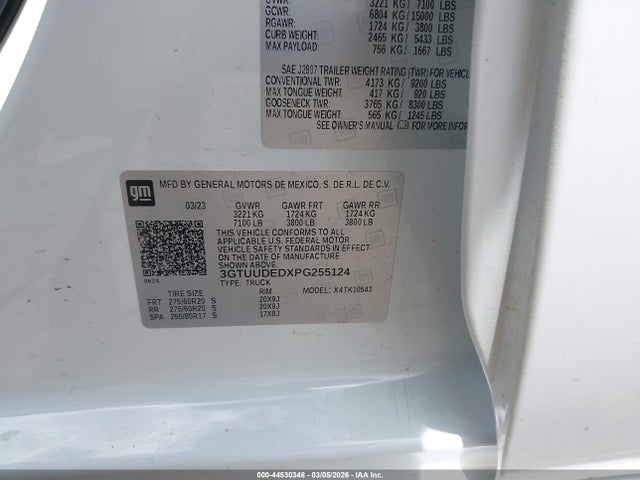 GVWR: 3221 KG/ 7100 LBS
GCWR: 6804 KG/ 15000 LBS
RGAWR: 1724 KG/ 3800 LBS
CURB WEIGHT: 2465 KG/ 5433 LBS
MAX PAYLOAD: 756 KG/ 1667 LBS
SAE J2807 TRAILER WEIGHT RATING (TWR) FOR VEHICL
CONVENTIONAL TWR: 4173 KG/ 9200 LBS
MAX TONGUE WEIGHT: 417 KG/ 920 LBS
GOOSENECK TWR: 3765 KG/ 8300 LBS
MAX TONGUE WEIGHT: 565 KG/ 1245 LBS
SEE OWNER'S MANUAL FOR MORE INFORM
gm
MFD BY GENERAL MOTORS DE MEXICO, S. DE R.L. DE C.V.
03/23 GVWR GAWR FRT GAWR RR
3221 KG 1724 KG 1724 KG
7100 LB 3800 LB 3800 LB
THIS VEHICLE CONFORMS TO ALL
APPLICABLE U.S. FEDERAL MOTOR
VEHICLE SAFETY STANDARDS IN EFFECT
ON THE DATE OF MANUFACTURE SHOWN
ABOVE.
3GTUUDEDXPG255124
8624
TYPE: TRUCK
TIRE SIZE RIM MODEL: X4TK10543
FRT 275/60R20 S 20X9J
RR 275/60R20 S 20X9J
SPA 255/80R17 S 17X8J
000-44530348 - 03/05/2026 - IAA Inc.